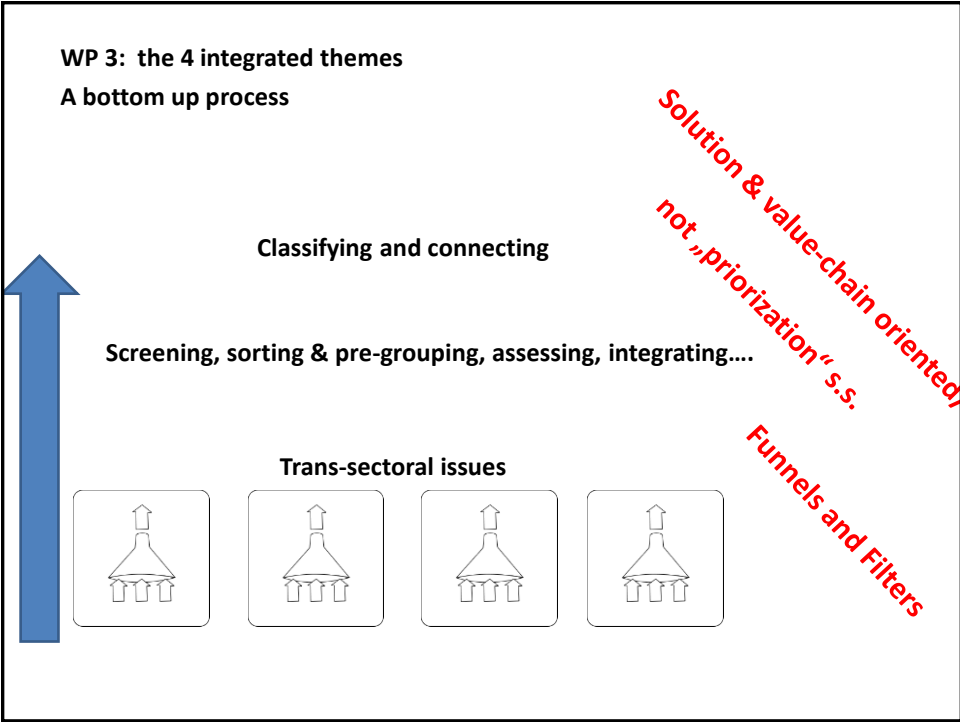 WP 3:  the 4 integrated themes
A bottom up process
Solution & value-chain oriented,
not „priorization“ s.s.
Classifying and connecting
Screening, sorting & pre-grouping, assessing, integrating….
Funnels and Filters
Trans-sectoral issues